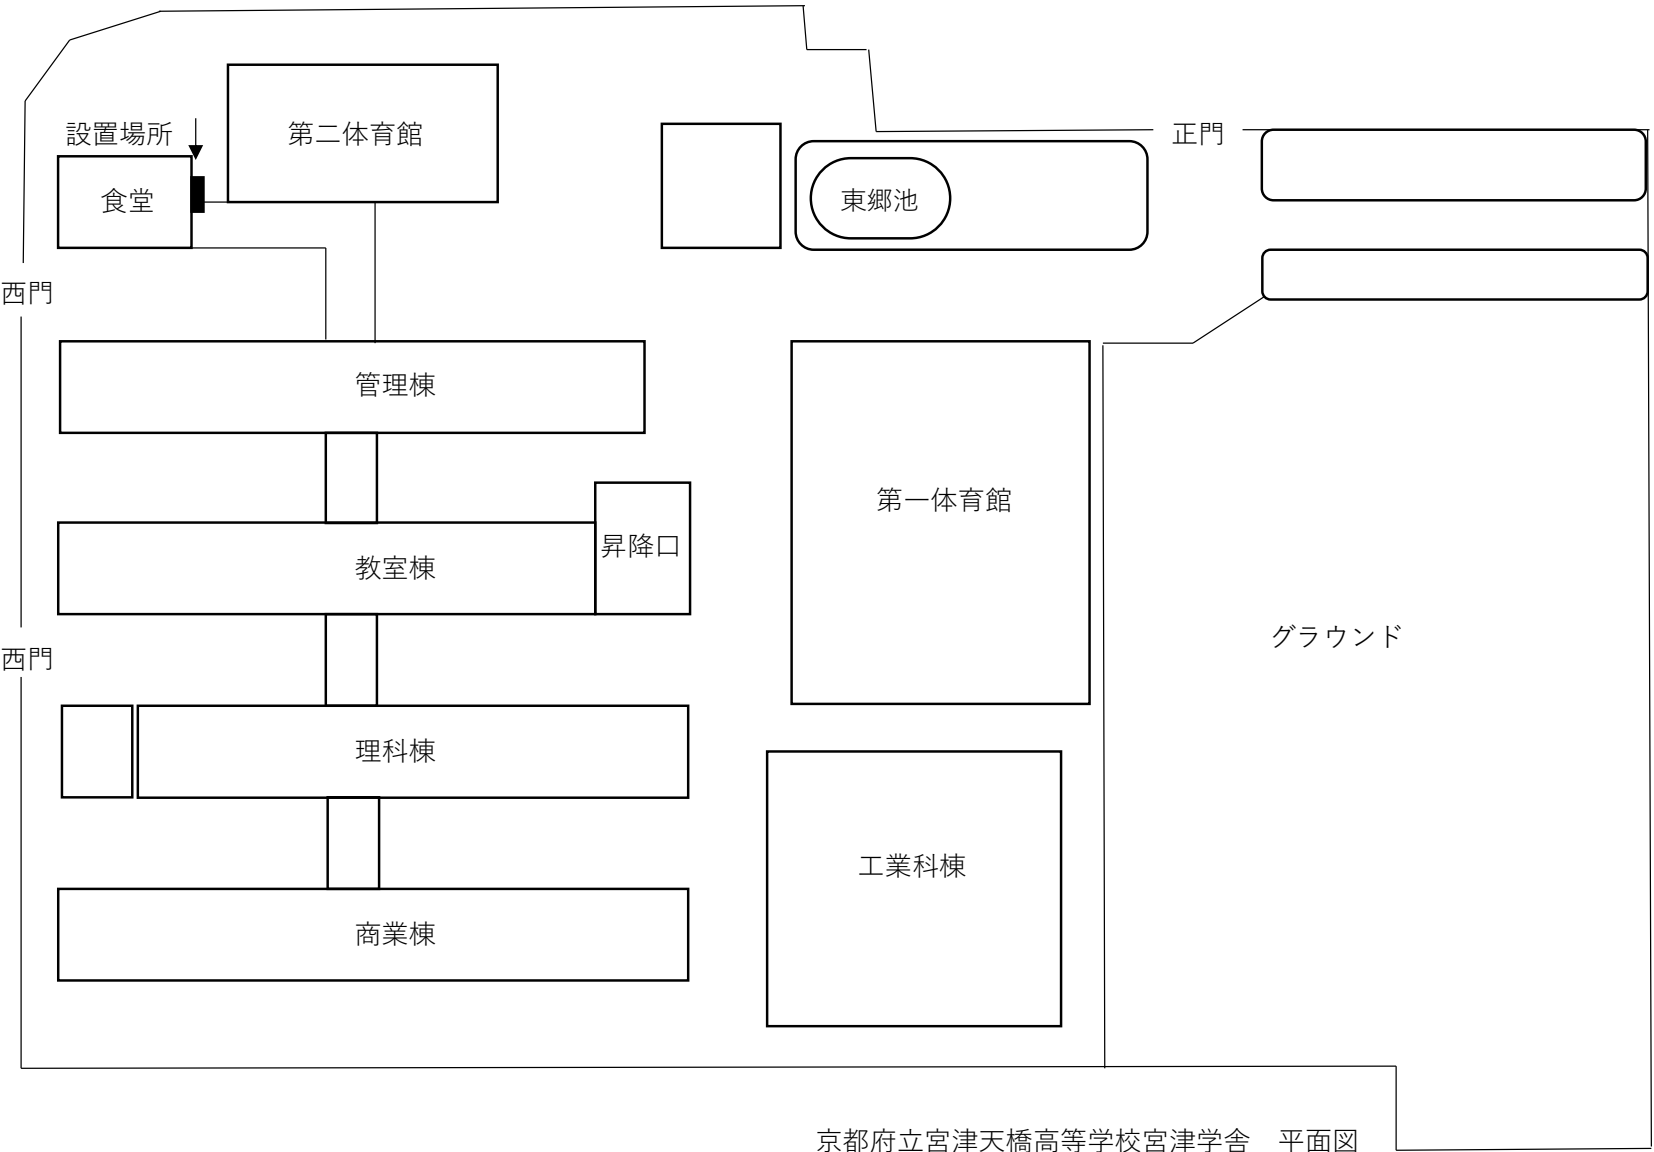 設置場所
第二体育館
正門
食堂
東郷池
西門
管理棟
第一体育館
昇降口
教室棟
グラウンド
西門
理科棟
工業科棟
商業棟
京都府立宮津天橋高等学校宮津学舎　平面図